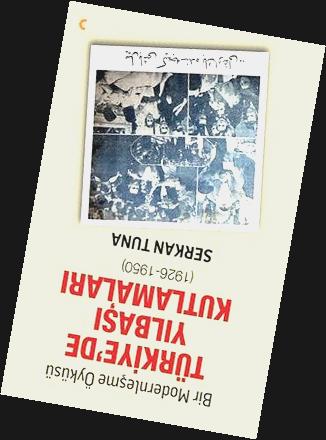 Bir Modernleşme Öyküsü
TÜRKİYE'DE
YILBAŞI
KUTLAMALARI
(1926-1950)
SERKAN TUNA